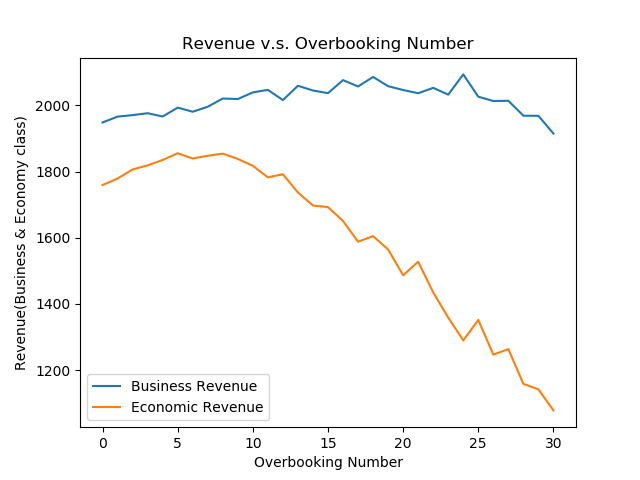 Revenue v.s. Overbooking Number
Revenue(Business & Economy class)
2000
1800
1600
1400
1200
Business Revenue
Economic Revenue
0 5 10 15 20 25 30
Overbooking Number